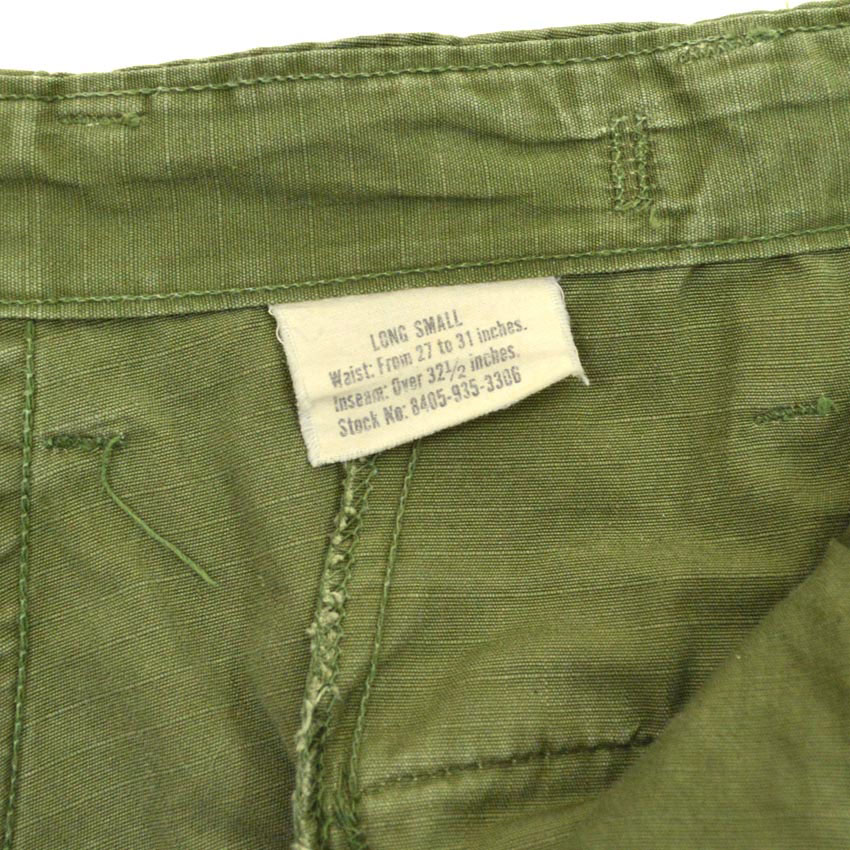 LONG SMALL
Waist: From 27 to 31 inches.
Inseam: Over 32½ inches.
Stock No: 8405-935-3306